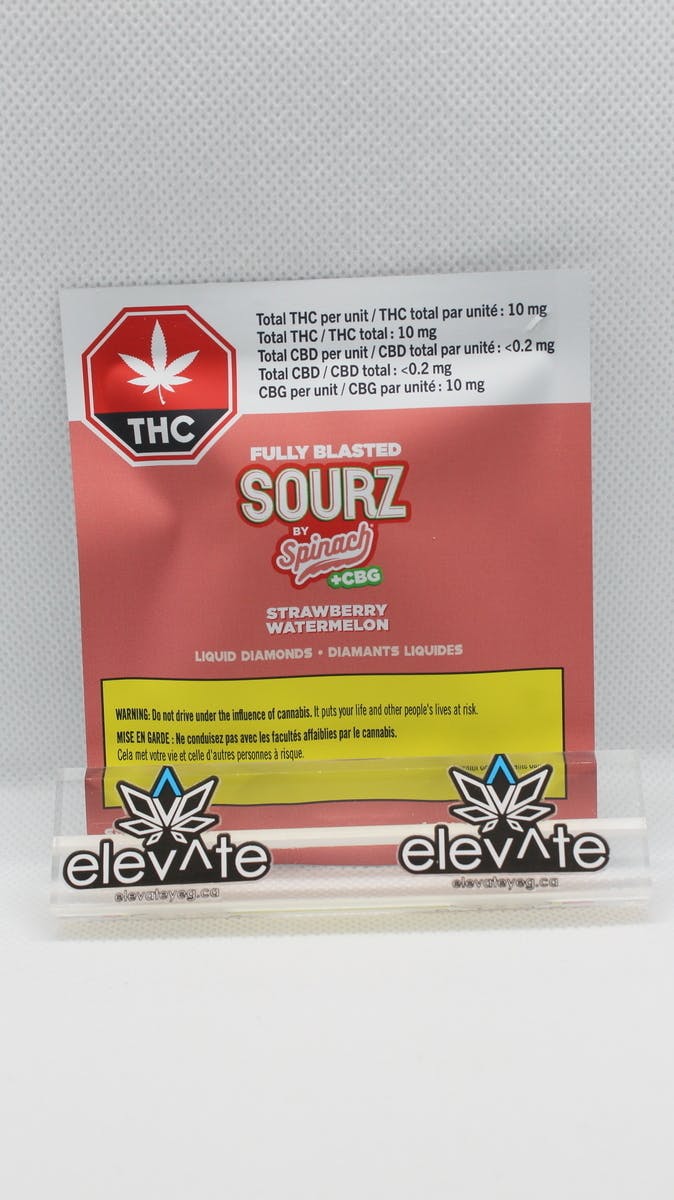 Total THC per unit / THC total par unité : 10 mg
Total THC / THC total : 10 mg
Total CBD per unit / CBD total par unité : <0.2 mg
Total CBD / CBD total : <0.2 mg
CBG per unit / CBG par unité : 10 mg
THC
FULLY BLASTED
SOURZ
BY
Spinach
+CBG
STRAWBERRY
WATERMELON
LIQUID DIAMONDS • DIAMANTS LIQUIDES
WARNING: Do not drive under the influence of cannabis. It puts your life and other people's lives at risk.
MISE EN GARDE : Ne conduisez pas avec les facultés affaiblies par le cannabis.
Cela met votre vie et celle d'autres personnes à risque.
elev^te
elevateyeg.ca
elev^te
elevateyeg.ca